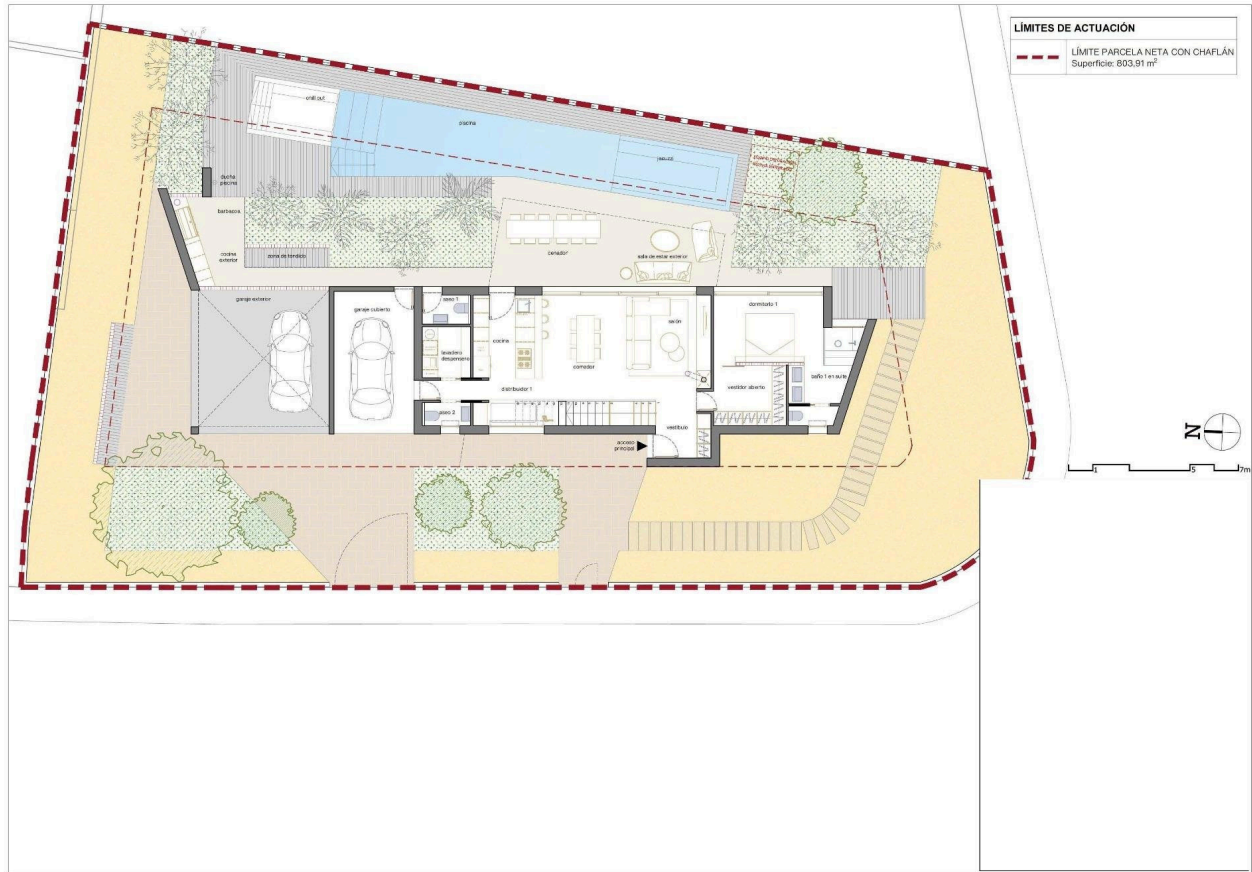 LÍMITES DE ACTUACIÓN
LÍMITE PARCELA NETA CON CHAFLÁN
Superficie: 803,91 m²
chill out
piscina
jacuzzi
ducha
piscina
barbacoa
cocina
exterior
zona de tendido
cenador
sala de estar exterior
garaje exterior
garaje cubierto
aseo 1
dormitorio 1
cocina
salón
lavadero
despensero
comedor
baño 1 en suite
vestidor abierto
distribuidor 1
aseo 2
vestíbulo
acceso
principal
N
1
5
7m